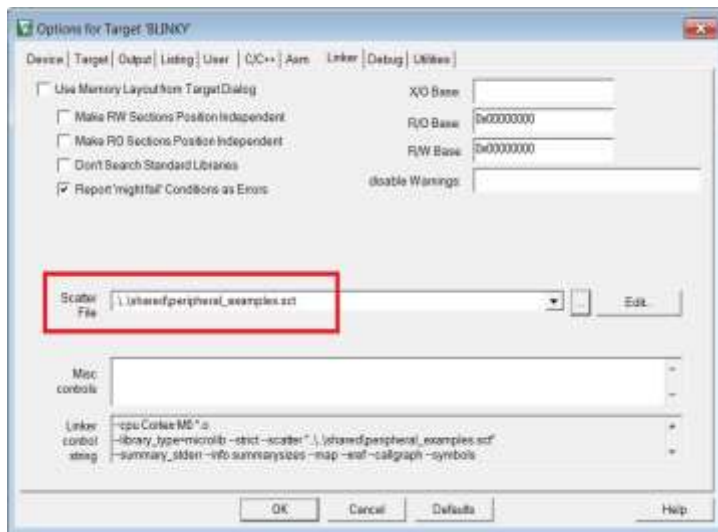 Options for Target 'BLINKY'
Device | Target | Output | Listing | User | C/C++ | Asm | Linker | Debug | Utilities
Use Memory Layout from Target Dialog
X/O Base:
Make RW Sections Position Independent
R/O Base: 0x00000000
Make RO Sections Position Independent
R/W Base 0x00000000
Don't Search Standard Libraries
disable Warnings:
Report 'might fail' Conditions as Errors
Scatter
File
..\..\shared\peripheral_examples.sct
...
Edit...
Misc
controls
Linker
control
string
--cpu Cortex-M0 *.o
--library_type=microlib --strict --scatter "..\..\shared\peripheral_examples.sct"
--summary_stderr --info summarysizes --map --xref --callgraph --symbols
OK
Cancel
Defaults
Help